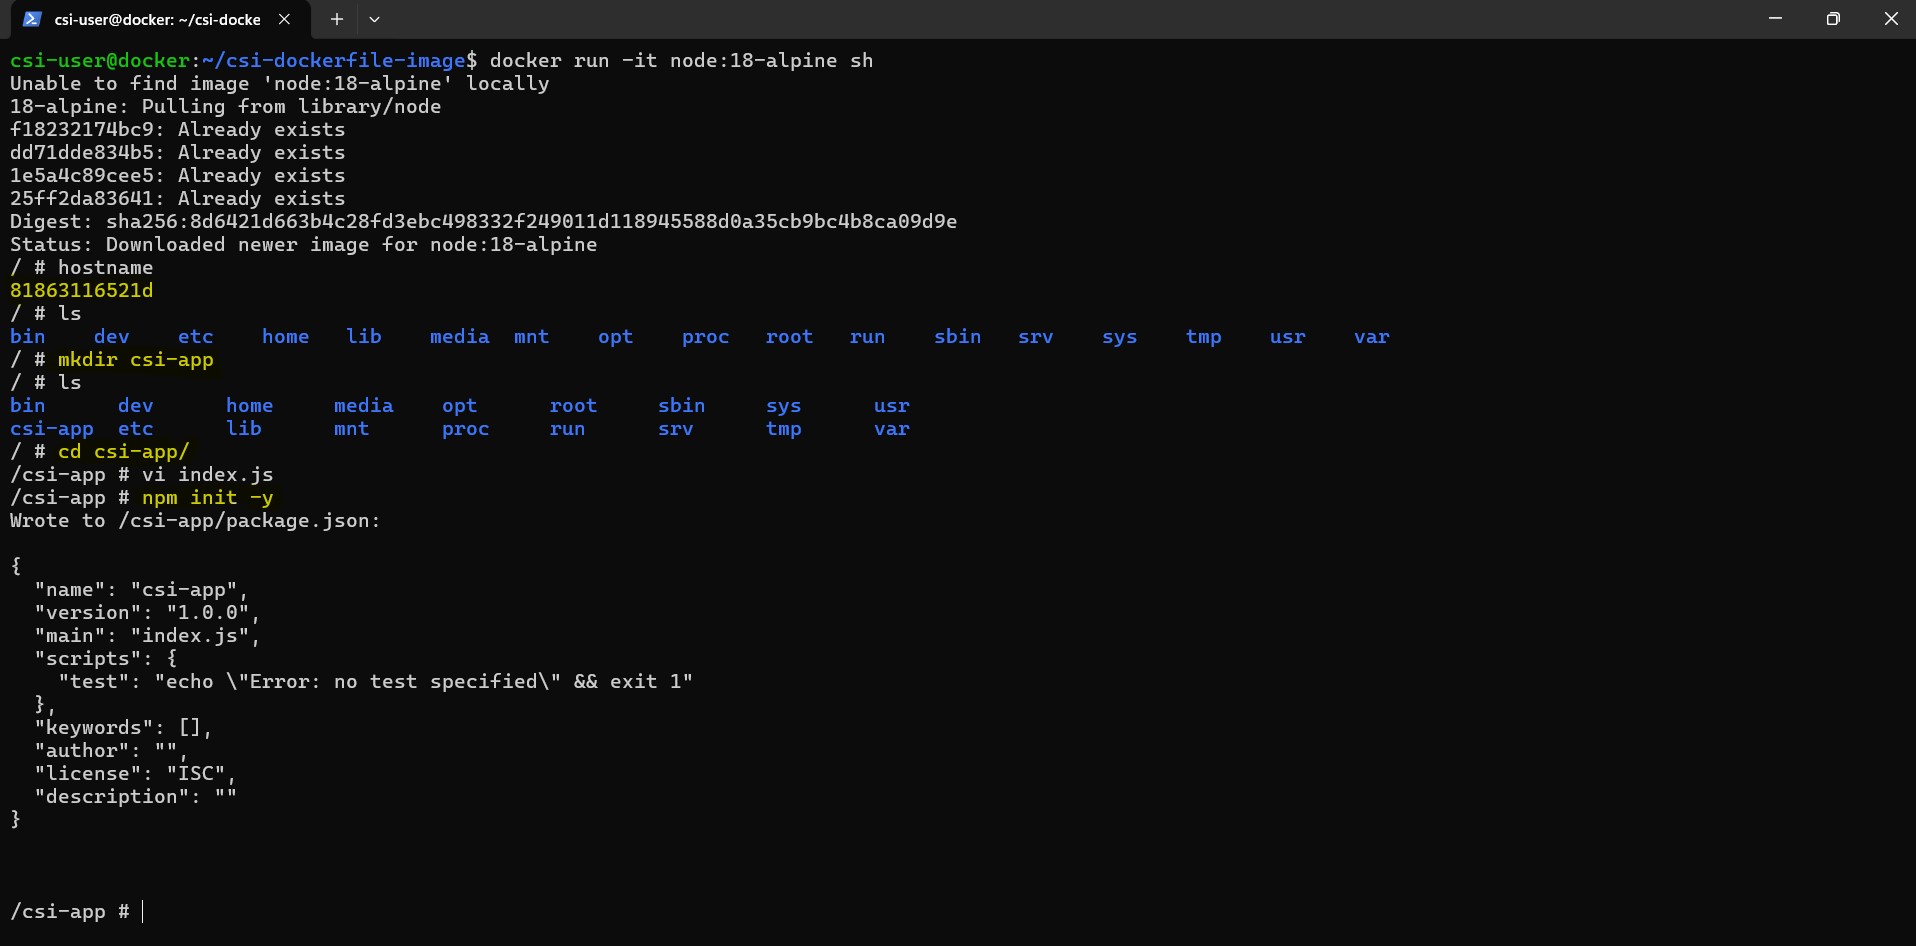 csi-user@docker: ~/csi-docke
csi-user@docker:~/csi-dockerfile-image$ docker run -it node:18-alpine sh
Unable to find image 'node:18-alpine' locally
18-alpine: Pulling from library/node
f18232174bc9: Already exists
dd71dde834b5: Already exists
1e5a4c89cee5: Already exists
25ff2da83641: Already exists
Digest: sha256:8d6421d663b4c28fd3ebc498332f249011d118945588d0a35cb9bc4b8ca09d9e
Status: Downloaded newer image for node:18-alpine
/ # hostname
81863116521d
/ # ls
bin    dev    etc    home   lib    media  mnt    opt    proc   root   run    sbin   srv    sys    tmp    usr    var
/ # mkdir csi-app
/ # ls
bin      dev      home     media    opt      root     sbin     sys      usr
csi-app  etc      lib      mnt      proc     run      srv      tmp      var
/ # cd csi-app/
/csi-app # vi index.js
/csi-app # npm init -y
Wrote to /csi-app/package.json:
{
  "name": "csi-app",
  "version": "1.0.0",
  "main": "index.js",
  "scripts": {
    "test": "echo \"Error: no test specified\" && exit 1"
  },
  "keywords": [],
  "author": "",
  "license": "ISC",
  "description": ""
}
/csi-app #